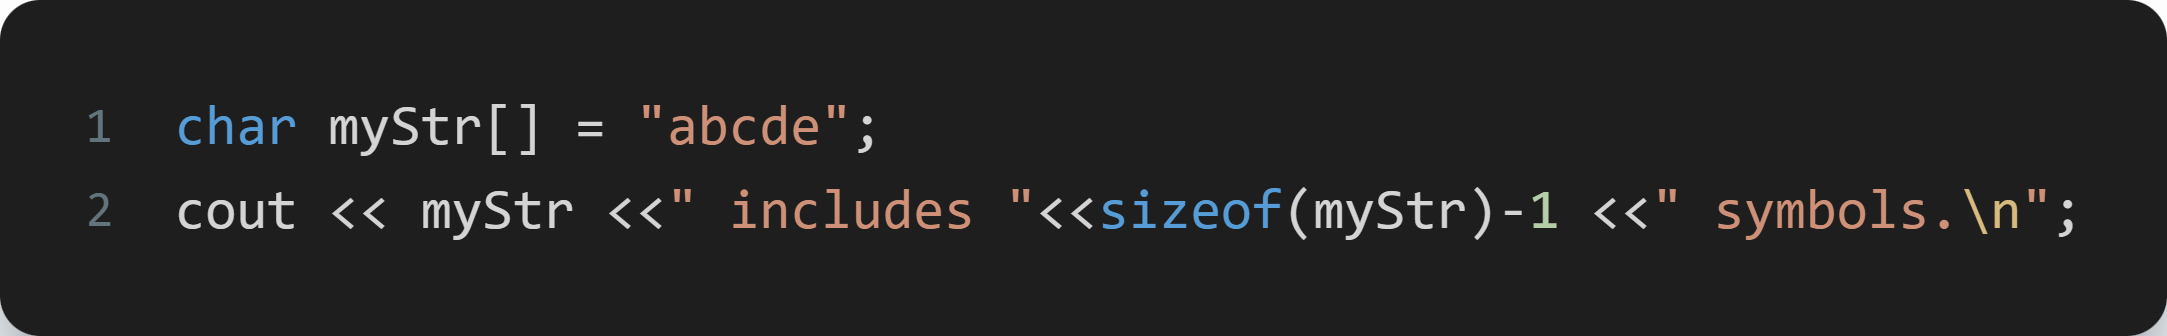 1 char myStr[] = "abcde";
2 cout << myStr <<" includes "<<sizeof(myStr)-1 <<" symbols.\n";